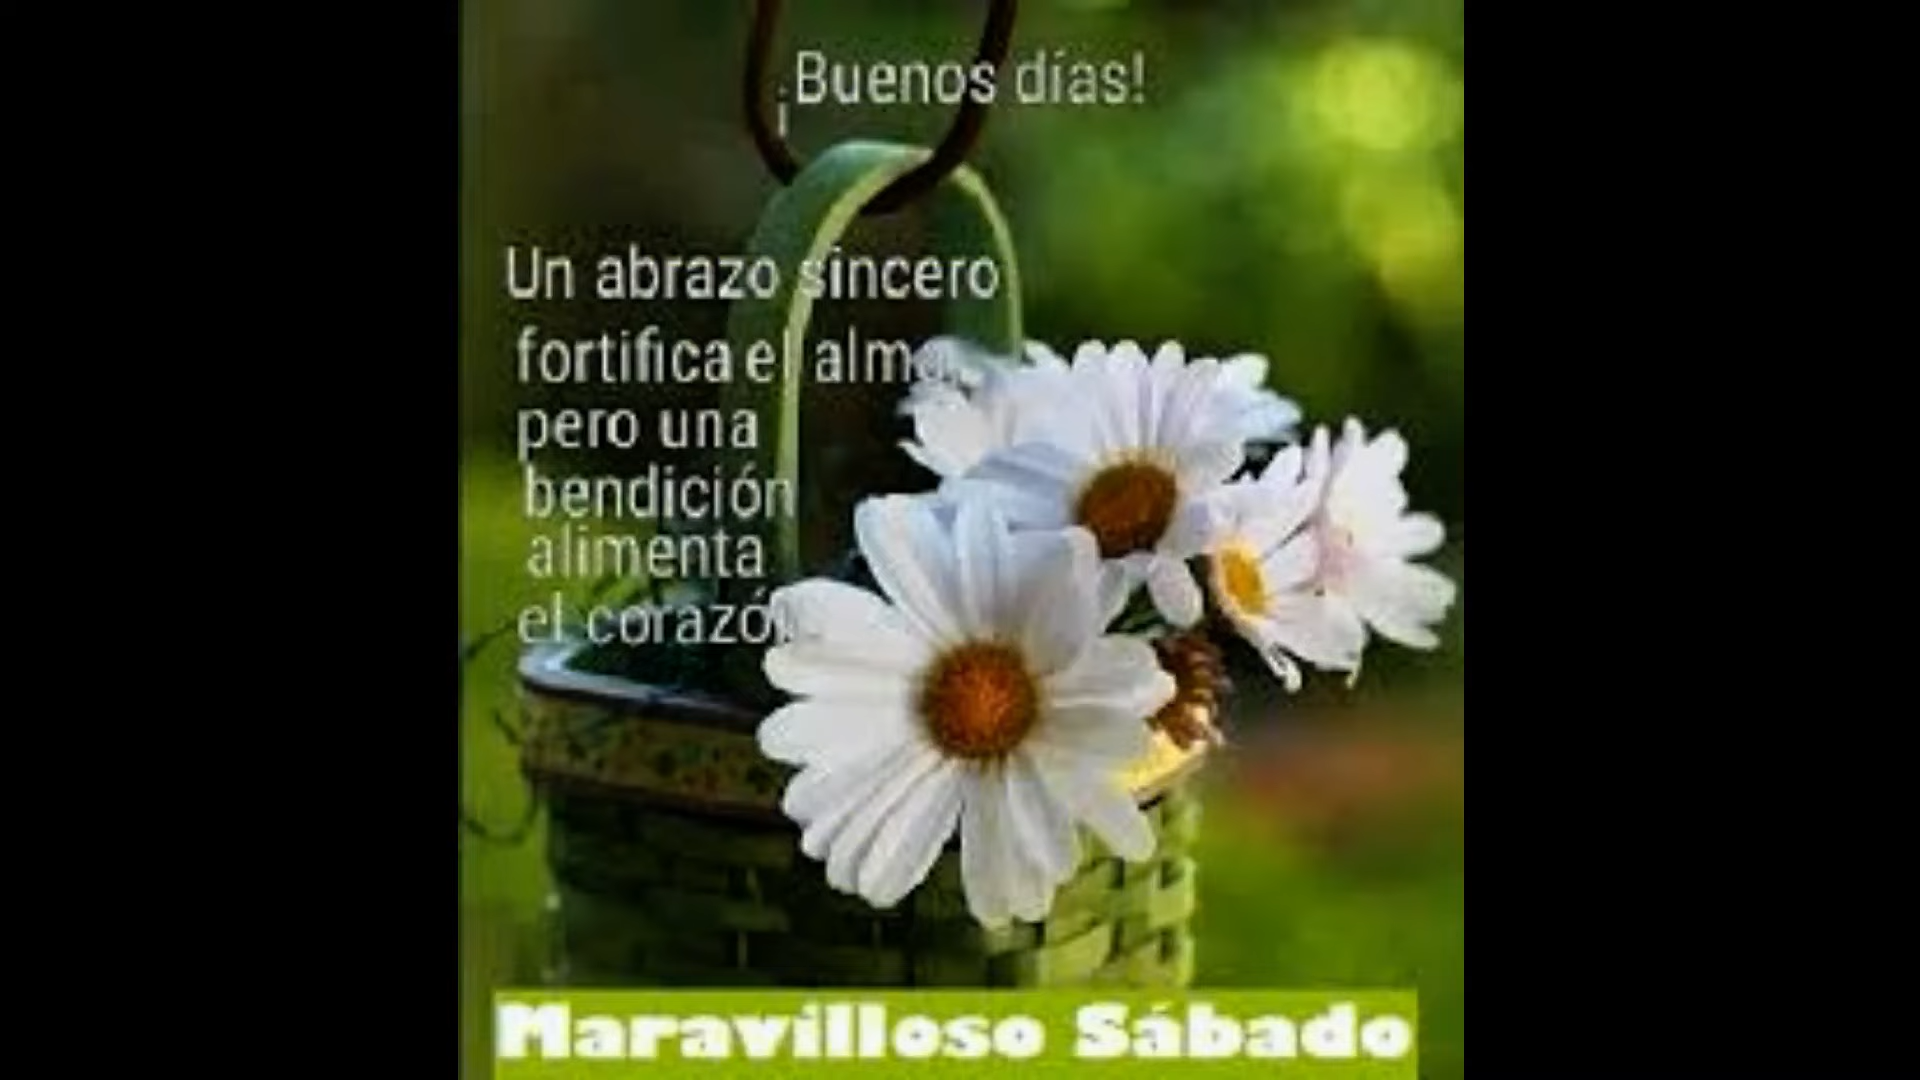 ¡Buenos días!
Un abrazo sincero
fortifica el alma,
pero una
bendición
alimenta
el corazón
Maravilloso Sábado